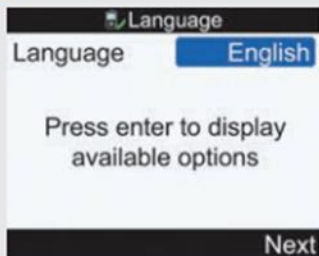 Language
Language English
Press enter to display
available options
Next